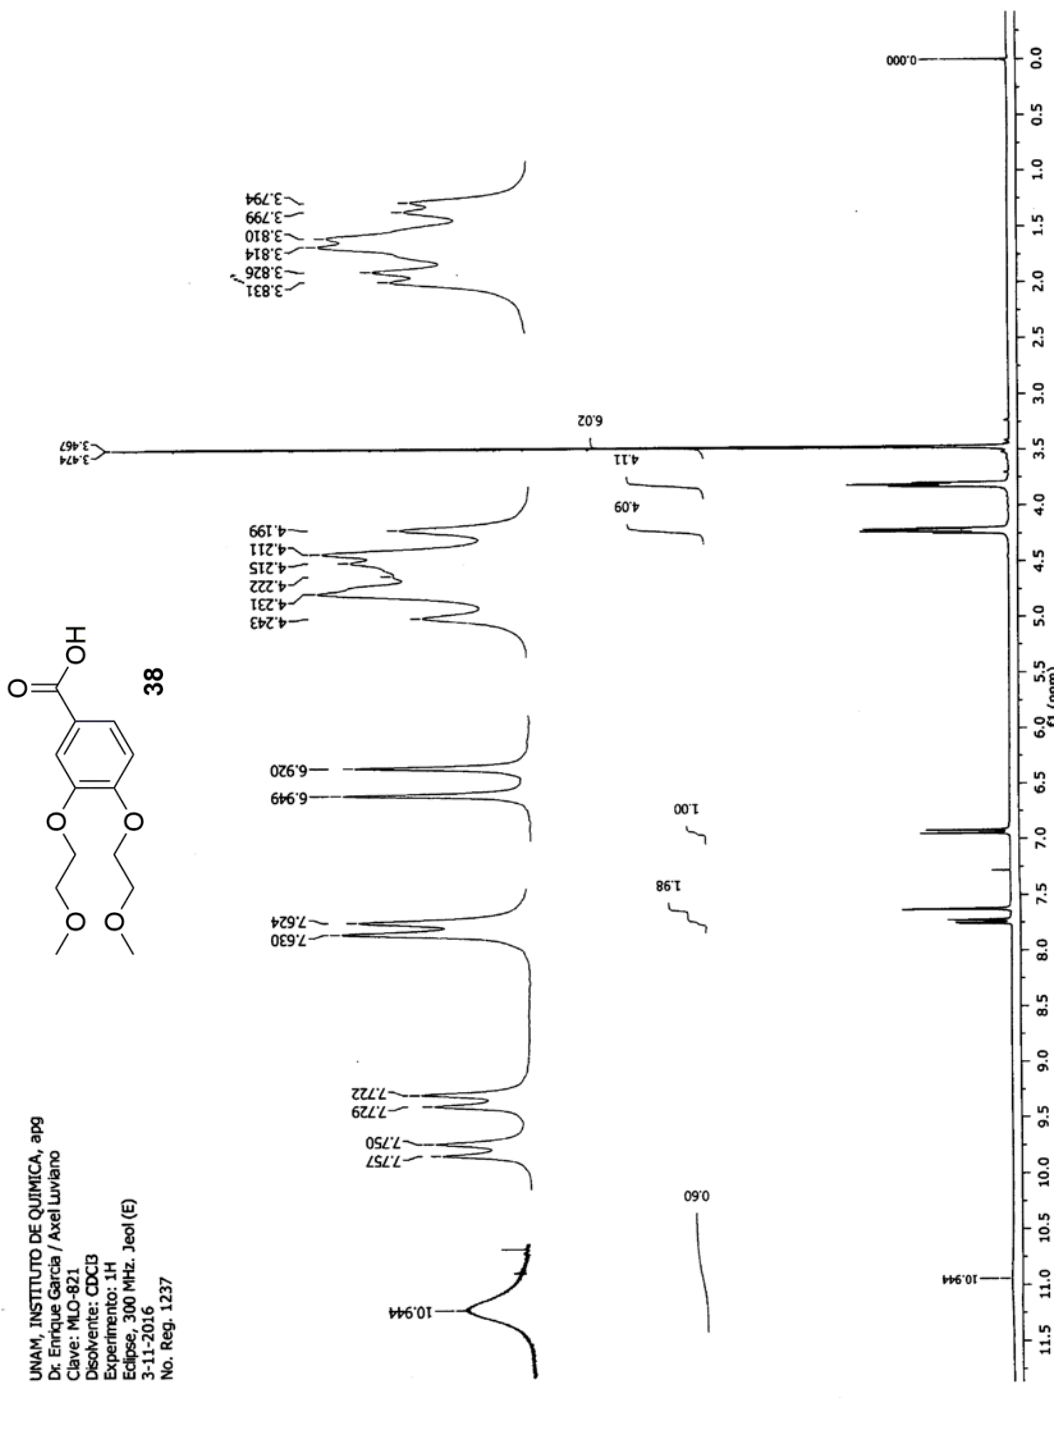 UNAM, INSTITUTO DE QUIMICA, apg
Dr. Enrique Garcia / Axel Luviano
Clave: MLO-821
Disolvente: CDCl3
Experimento: 1H
Eclipse, 300 MHz. Jeol (E)
3-11-2016
No. Reg. 1237
O
OH
O
O
O
O
38
10.944
7.757
7.750
7.729
7.722
7.630
7.624
6.949
6.920
4.243
4.231
4.222
4.215
4.211
4.199
3.474
3.467
3.831
3.826
3.814
3.810
3.799
3.794
0.60
1.98
1.00
4.09
4.11
6.02
10.944
0.000
11.5 11.0 10.5 10.0 9.5 9.0 8.5 8.0 7.5 7.0 6.5 6.0 5.5 5.0 4.5 4.0 3.5 3.0 2.5 2.0 1.5 1.0 0.5 0.0
f1 (ppm)